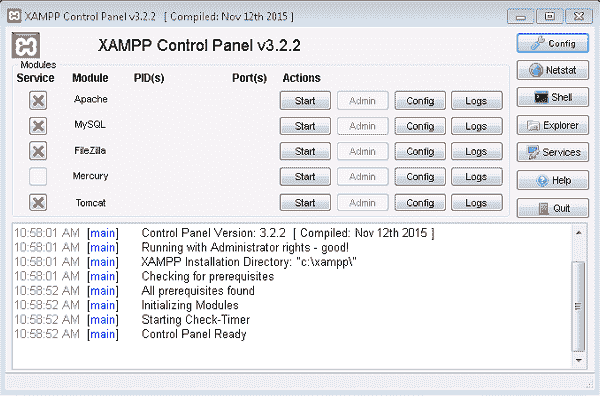 XAMPP Control Panel v3.2.2 [ Compiled: Nov 12th 2015 ]
XAMPP Control Panel v3.2.2
Config
Modules
Service Module PID(s) Port(s) Actions
Netstat
Apache Start Admin Config Logs
Shell
MySQL Start Admin Config Logs
Explorer
FileZilla Start Admin Config Logs
Services
Mercury Start Admin Config Logs
Help
Tomcat Start Admin Config Logs
Quit
10:58:01 AM [main] Control Panel Version: 3.2.2 [ Compiled: Nov 12th 2015 ]
10:58:01 AM [main] Running with Administrator rights - good!
10:58:01 AM [main] XAMPP Installation Directory: "c:\xampp\"
10:58:01 AM [main] Checking for prerequisites
10:58:52 AM [main] All prerequisites found
10:58:52 AM [main] Initializing Modules
10:58:52 AM [main] Starting Check-Timer
10:58:52 AM [main] Control Panel Ready